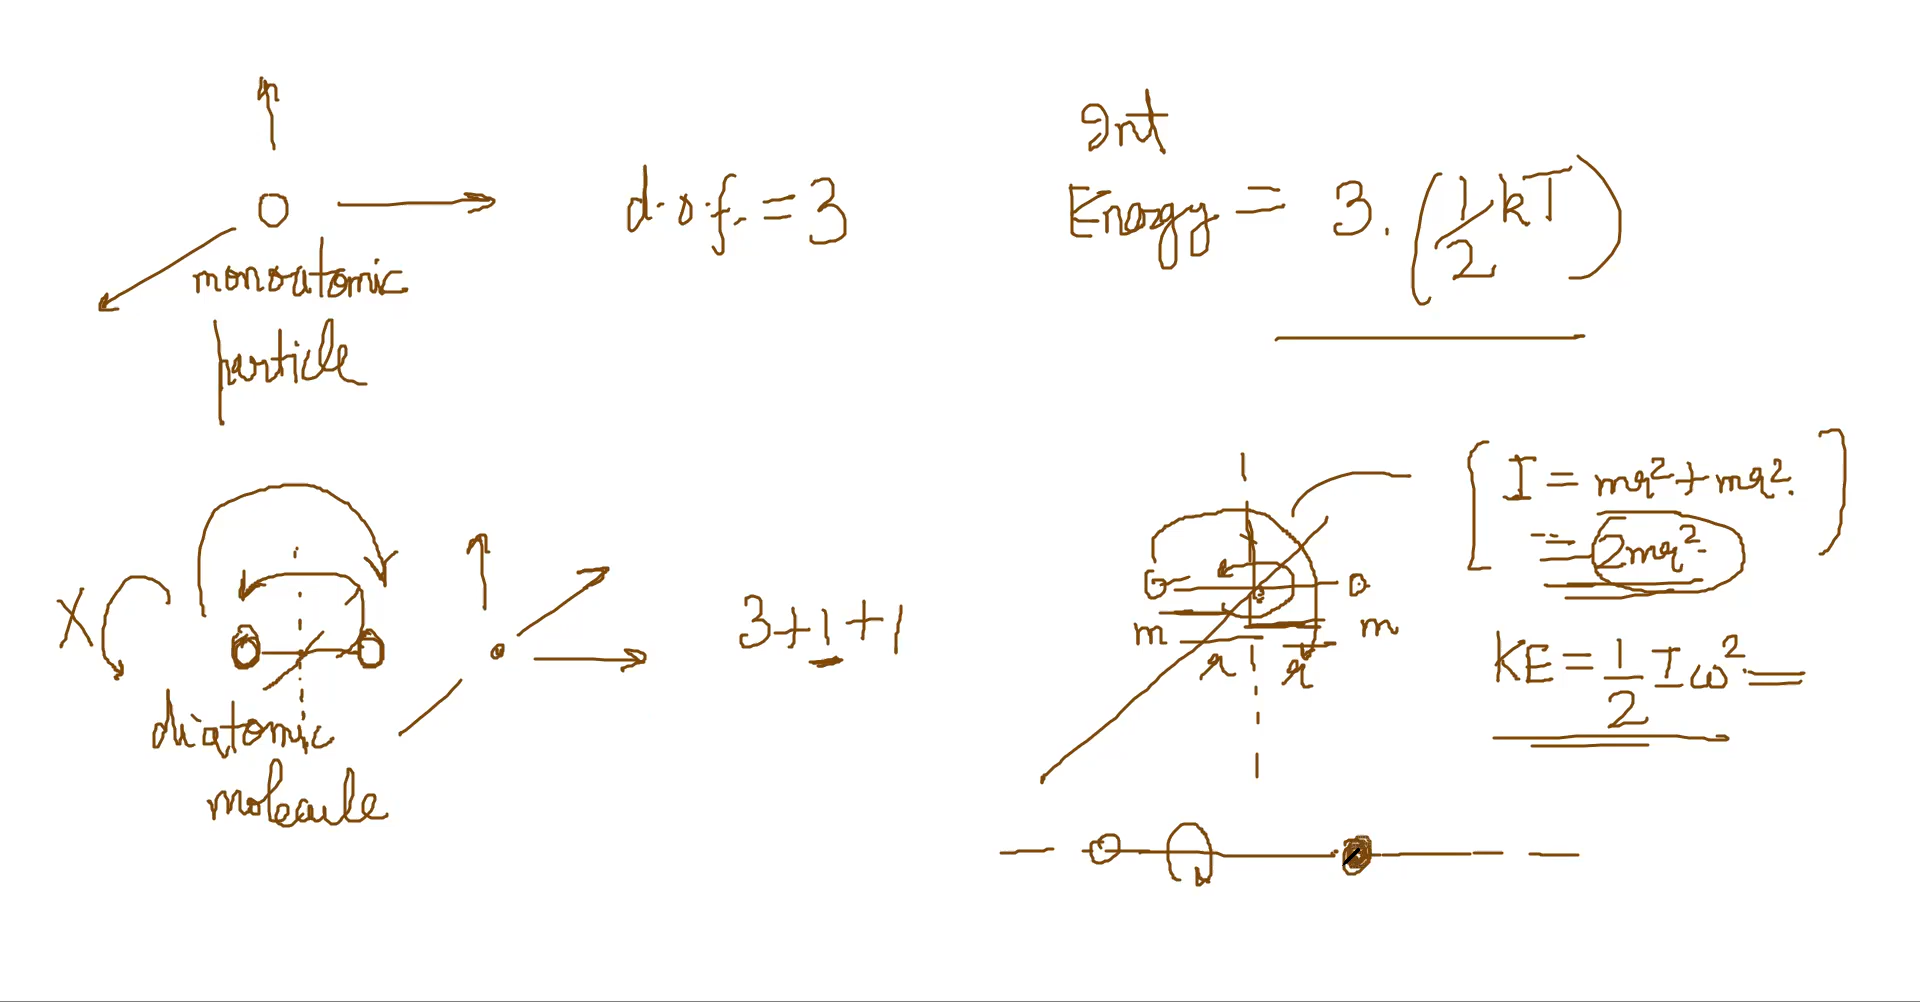 d.o.f. = 3
monoatomic
particle
Int
Energy = 3.(1/2 kT)
X
diatomic
molecule
3+1+1
m m
r r
[I = mr²+mr².
= 2mr²]
KE = 1/2 Iω² =